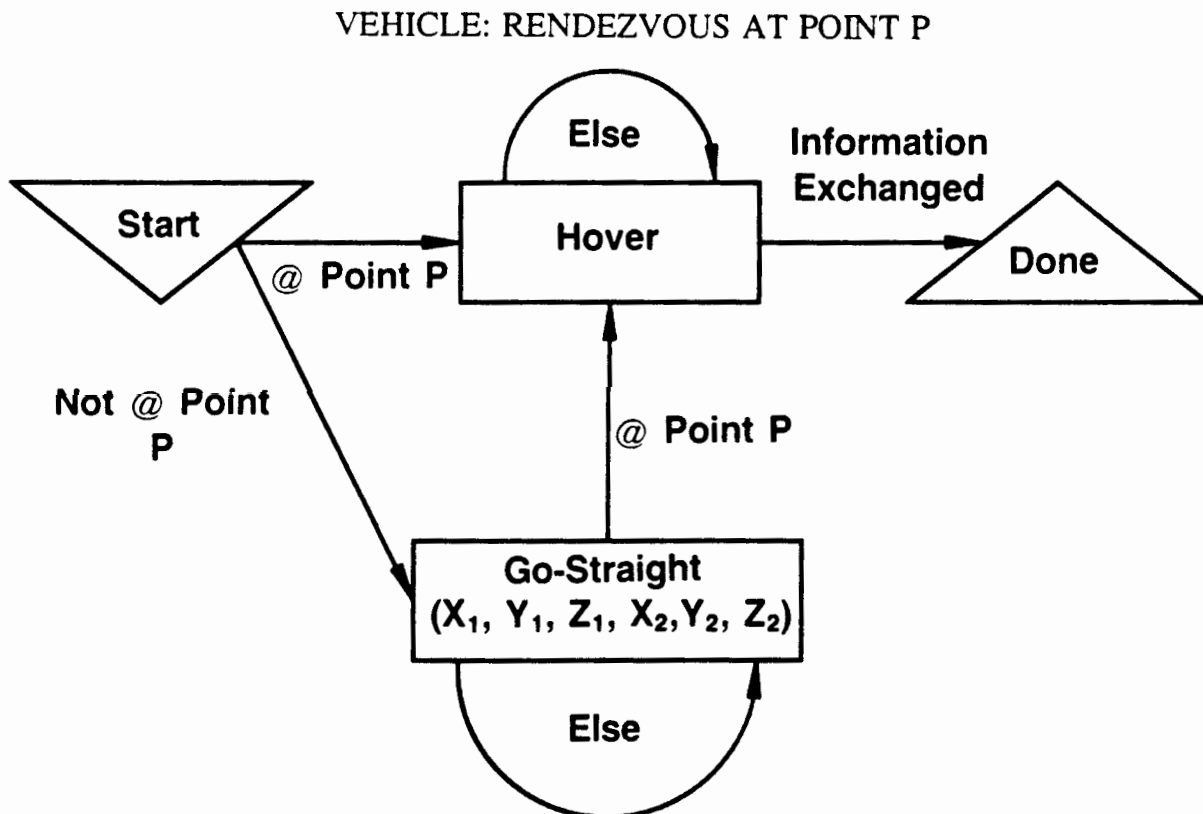 VEHICLE: RENDEZVOUS AT POINT P
Else
Information
Exchanged
Start
Hover
Done
@ Point P
Not @ Point
P
@ Point P
Go-Straight
(X₁, Y₁, Z₁, X₂,Y₂, Z₂)
Else